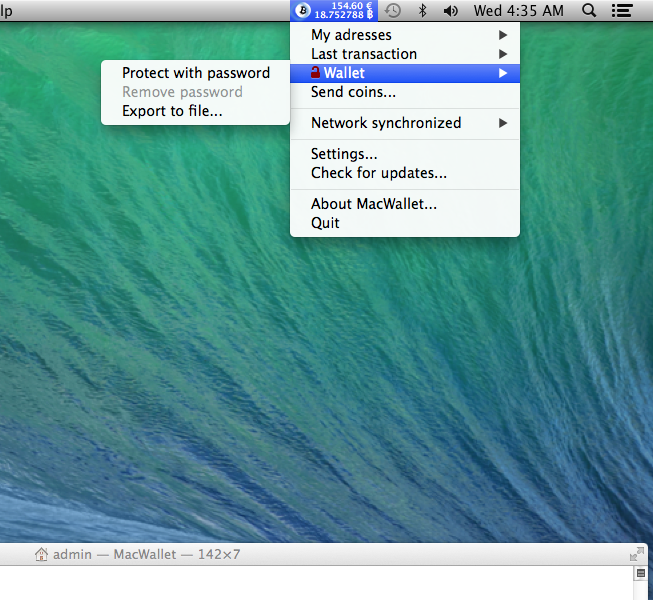 lp
154.60 €
18.752788 ฿
Wed 4:35 AM
My adresses
Last transaction
Wallet
Send coins...
Protect with password
Remove password
Export to file...
Network synchronized
Settings...
Check for updates...
About MacWallet...
Quit
admin — MacWallet — 142×7